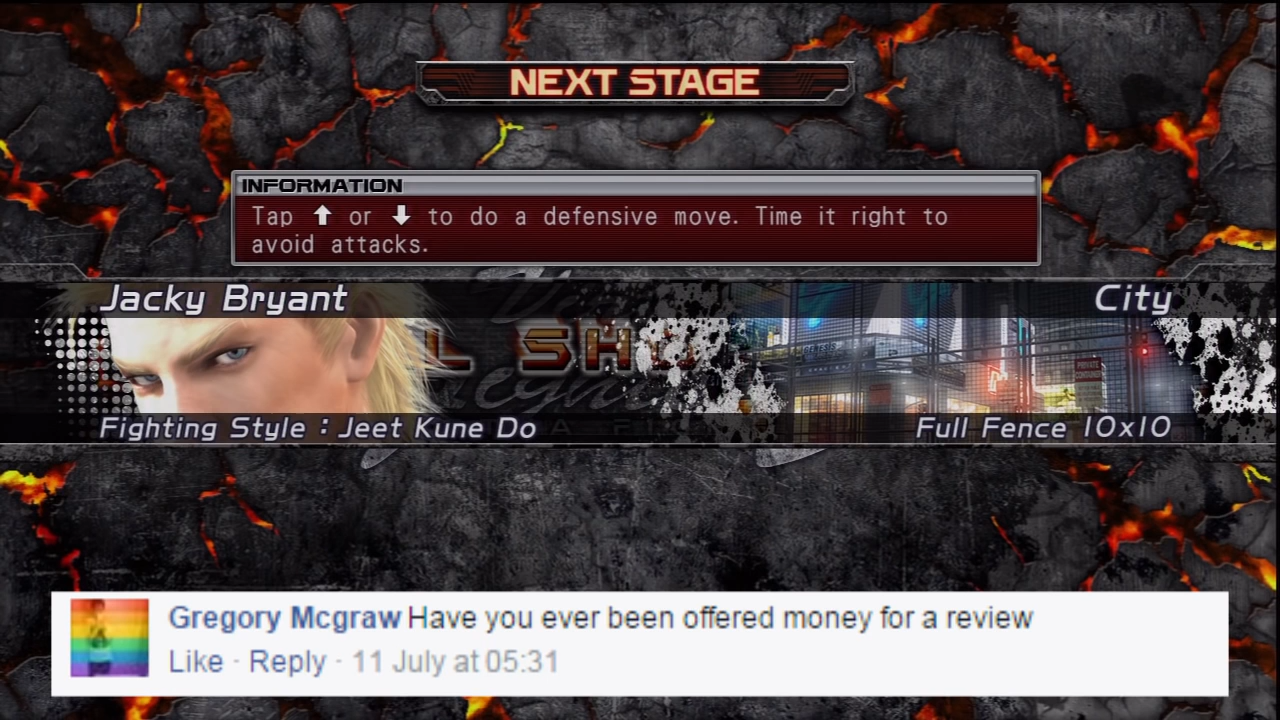 NEXT STAGE
INFORMATION
Tap ⬆ or ⬇ to do a defensive move. Time it right to
avoid attacks.
Jacky Bryant
City
L SH
Fighting Style : Jeet Kune Do
Full Fence 10x10
Gregory Mcgraw Have you ever been offered money for a review
Like · Reply · 11 July at 05:31